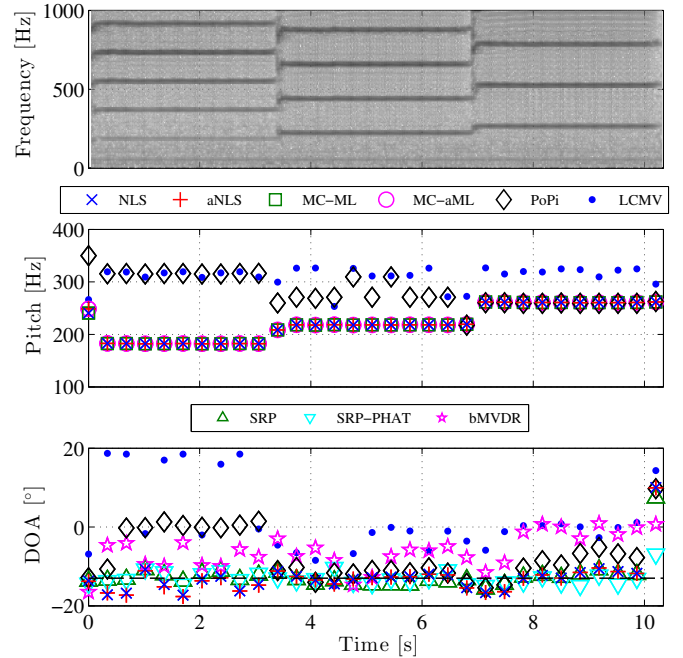 1000
500
0
Frequency [Hz]
NLS aNLS MC−ML MC−aML PoPi LCMV
400
300
200
100
Pitch [Hz]
SRP SRP−PHAT bMVDR
20
0
−20
DOA [°]
0 2 4 6 8 10
Time [s]